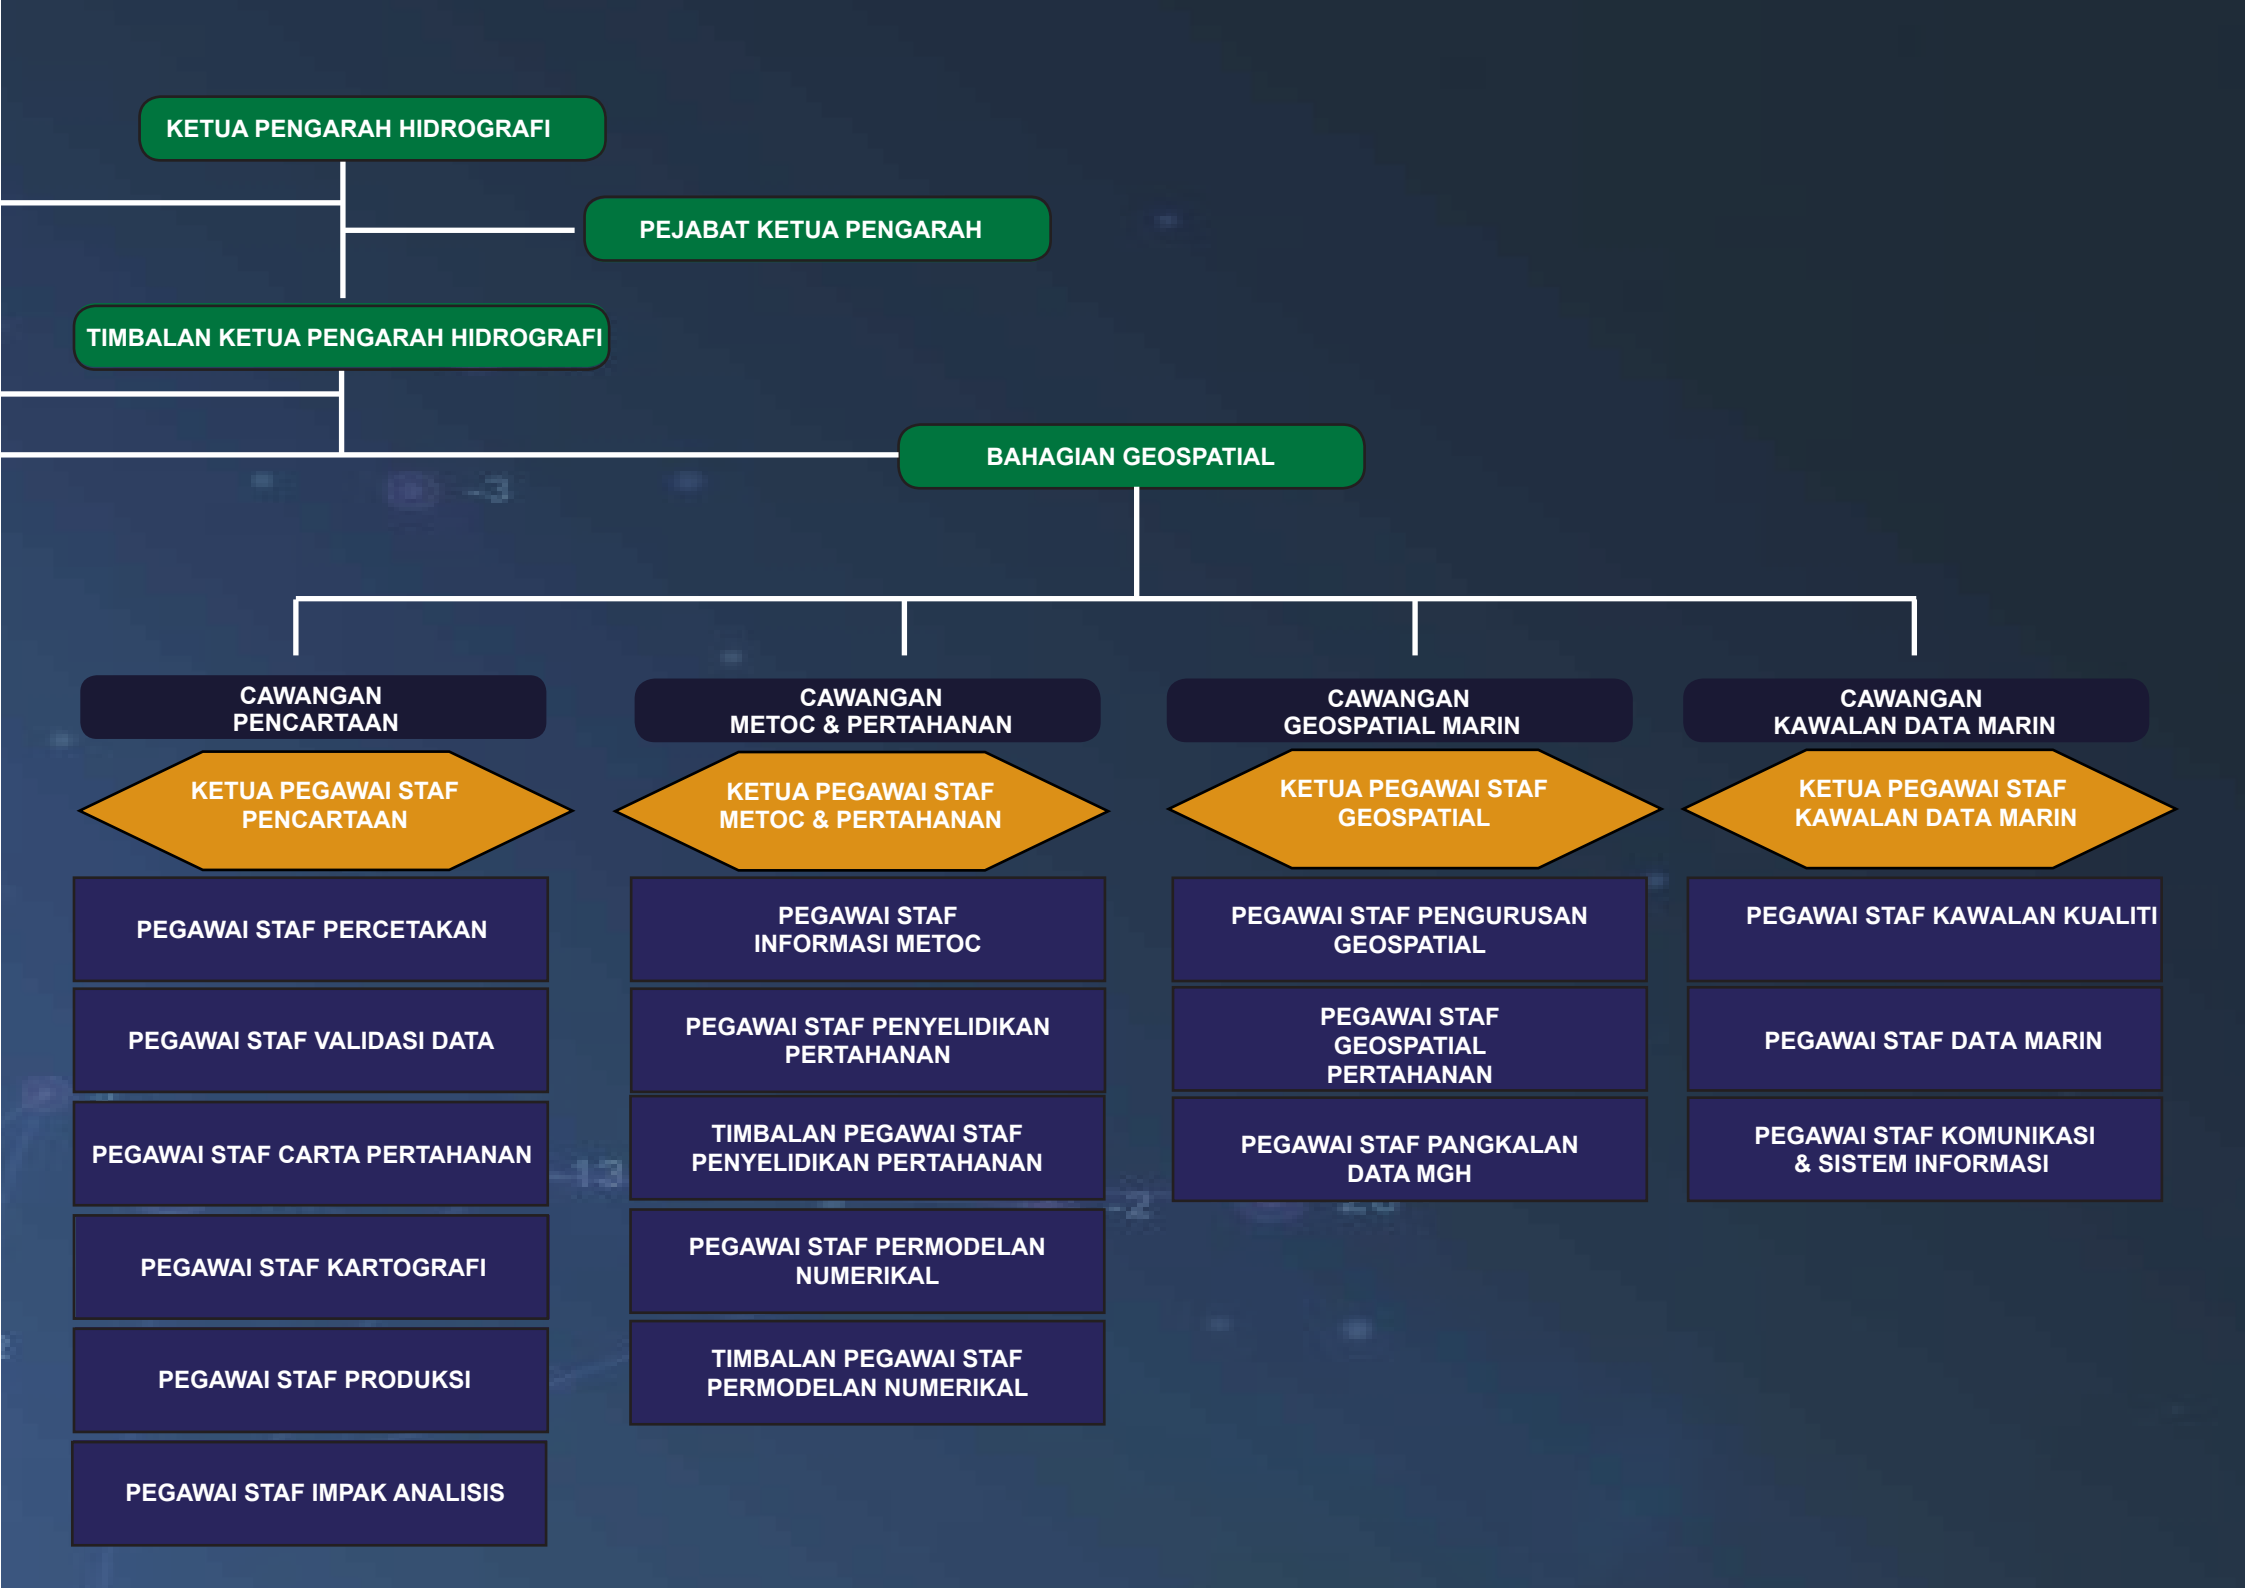 KETUA PENGARAH HIDROGRAFI
PEJABAT KETUA PENGARAH
TIMBALAN KETUA PENGARAH HIDROGRAFI
BAHAGIAN GEOSPATIAL
-3
CAWANGAN
PENCARTAAN
KETUA PEGAWAI STAF
PENCARTAAN
PEGAWAI STAF PERCETAKAN
PEGAWAI STAF VALIDASI DATA
PEGAWAI STAF CARTA PERTAHANAN
PEGAWAI STAF KARTOGRAFI
PEGAWAI STAF PRODUKSI
PEGAWAI STAF IMPAK ANALISIS
CAWANGAN
METOC & PERTAHANAN
KETUA PEGAWAI STAF
METOC & PERTAHANAN
PEGAWAI STAF
INFORMASI METOC
PEGAWAI STAF PENYELIDIKAN
PERTAHANAN
TIMBALAN PEGAWAI STAF
PENYELIDIKAN PERTAHANAN
PEGAWAI STAF PERMODELAN
NUMERIKAL
TIMBALAN PEGAWAI STAF
PERMODELAN NUMERIKAL
CAWANGAN
GEOSPATIAL MARIN
KETUA PEGAWAI STAF
GEOSPATIAL
PEGAWAI STAF PENGURUSAN
GEOSPATIAL
PEGAWAI STAF
GEOSPATIAL
PERTAHANAN
PEGAWAI STAF PANGKALAN
DATA MGH
CAWANGAN
KAWALAN DATA MARIN
KETUA PEGAWAI STAF
KAWALAN DATA MARIN
PEGAWAI STAF KAWALAN KUALITI
PEGAWAI STAF DATA MARIN
PEGAWAI STAF KOMUNIKASI
& SISTEM INFORMASI
-13
-2